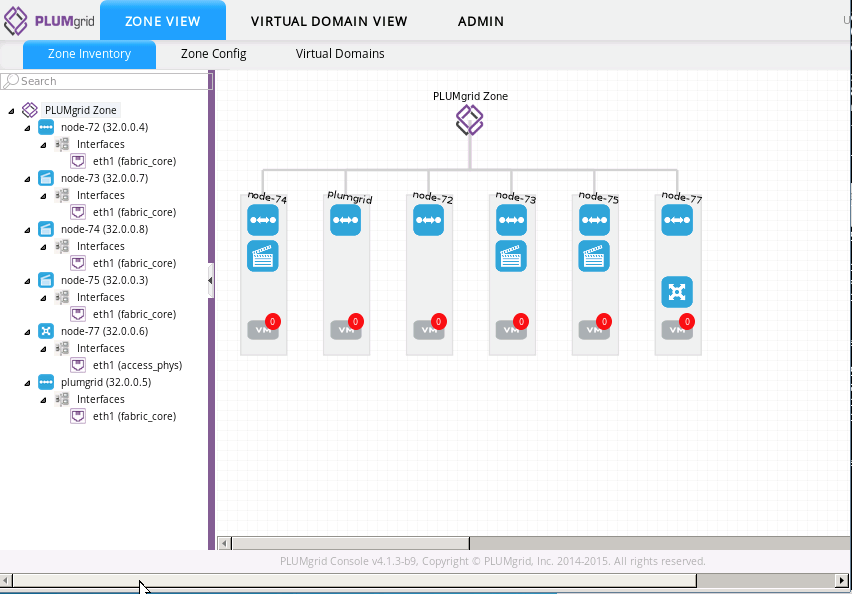 PLUMgrid ZONE VIEW VIRTUAL DOMAIN VIEW ADMIN U
Zone Inventory Zone Config Virtual Domains
Search
PLUMgrid Zone
node-72 (32.0.0.4)
Interfaces
eth1 (fabric_core)
node-73 (32.0.0.7)
Interfaces
eth1 (fabric_core)
node-74 (32.0.0.8)
Interfaces
eth1 (fabric_core)
node-75 (32.0.0.3)
Interfaces
eth1 (fabric_core)
node-77 (32.0.0.6)
Interfaces
eth1 (access_phys)
plumgrid (32.0.0.5)
Interfaces
eth1 (fabric_core)
PLUMgrid Zone
node-74 plumgrid node-72 node-73 node-75 node-77
VM 0 VM 0 VM 0 VM 0 VM 0 VM 0
PLUMgrid Console v4.1.3-b9, Copyright © PLUMgrid, Inc. 2014-2015. All rights reserved.